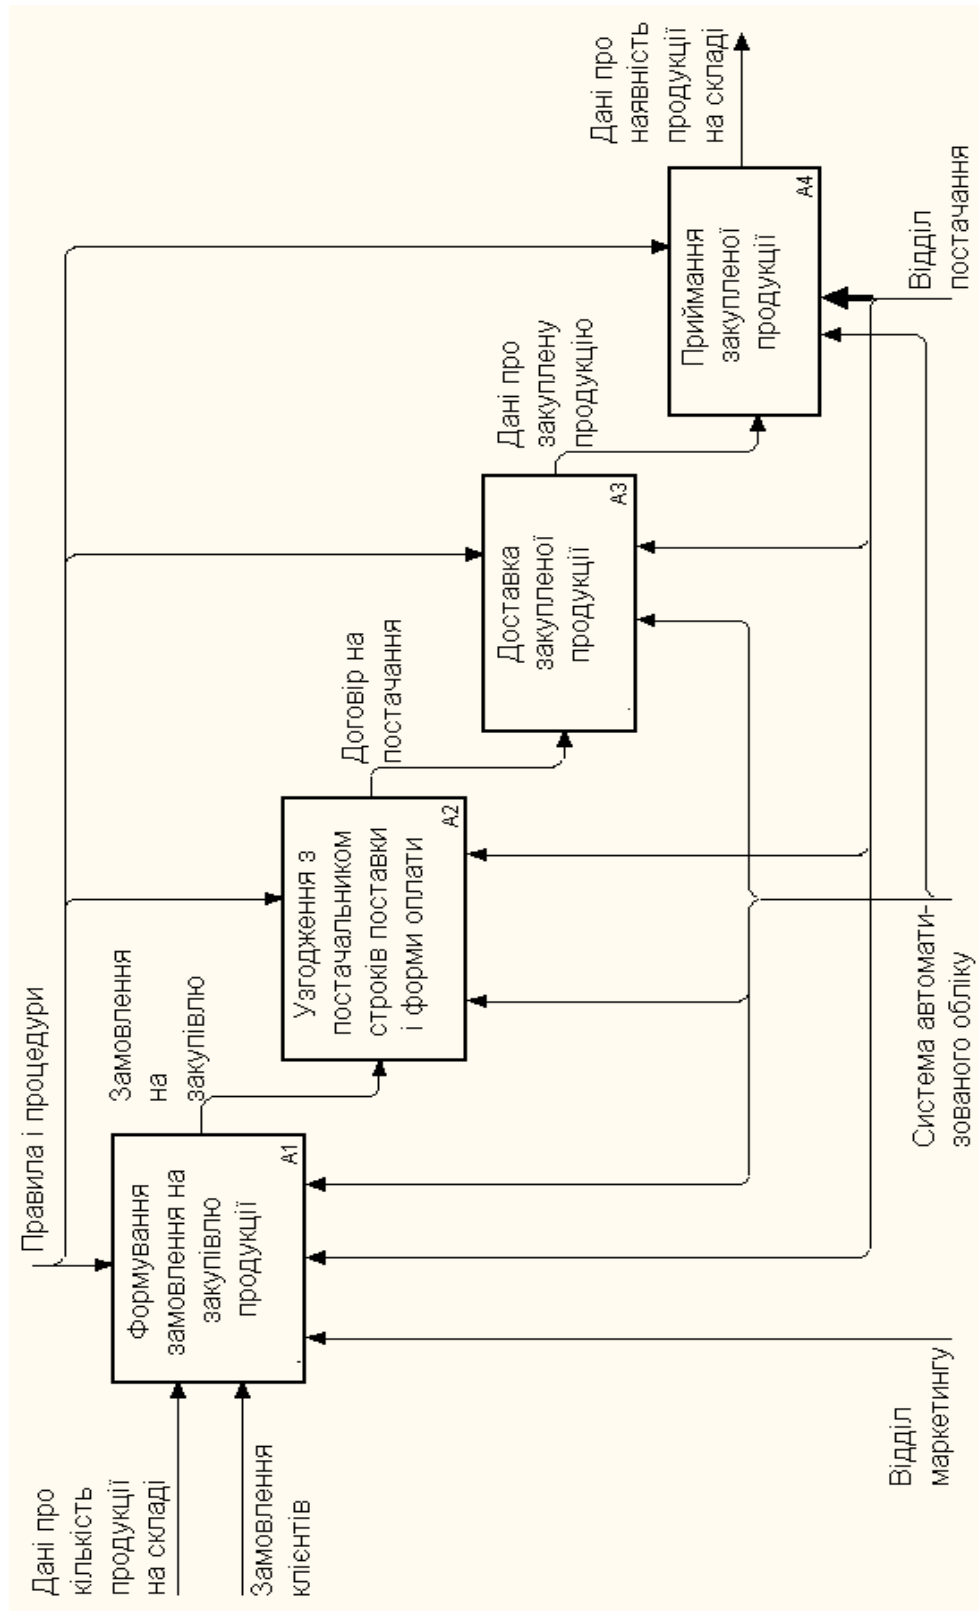 Правила і процедури
Дані про
кількість
продукції
на складі
Замовлення
клієнтів
Формування
замовлення на
закупівлю
продукції
A1
Замовлення
на
закупівлю
Узгодження з
постачальником
строків поставки
і форми оплати
A2
Договір на
постачання
Доставка
закупленої
продукції
A3
Дані про
закуплену
продукцію
Приймання
закупленої
продукції
A4
Дані про
наявність
продукції
на складі
Відділ
маркетингу
Система автомати-
зованого обліку
Відділ
постачання